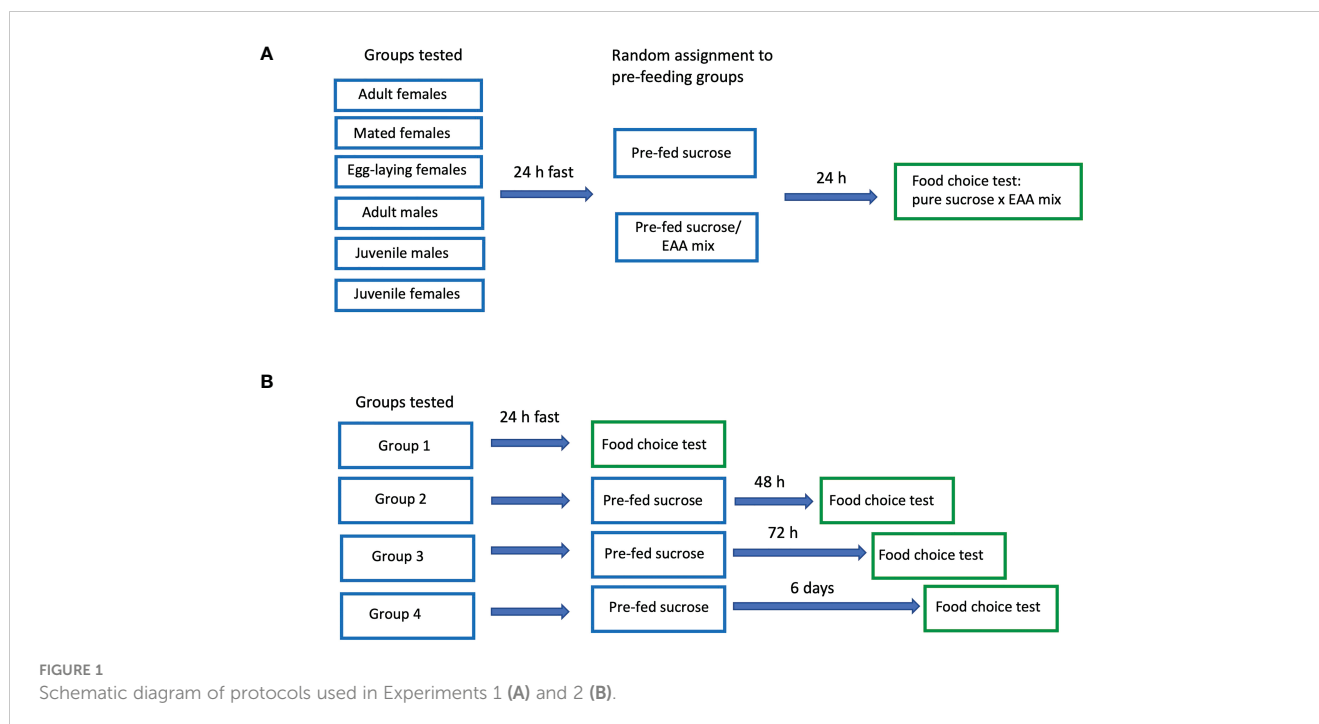 A
Groups tested
Random assignment to
pre-feeding groups
Adult females
Mated females
Egg-laying females
Adult males
Juvenile males
Juvenile females
24 h fast
Pre-fed sucrose
Pre-fed sucrose/
EAA mix
24 h
Food choice test:
pure sucrose x EAA mix
B
Groups tested
24 h fast
Group 1
Food choice test
Group 2
Pre-fed sucrose
48 h
Food choice test
Group 3
Pre-fed sucrose
72 h
Food choice test
Group 4
Pre-fed sucrose
6 days
Food choice test
FIGURE 1
Schematic diagram of protocols used in Experiments 1 (A) and 2 (B).